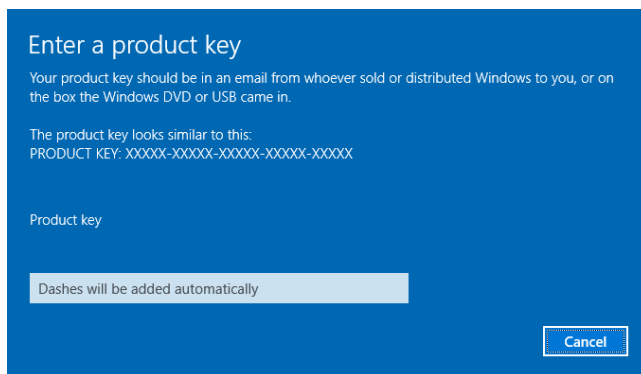 Enter a product key
Your product key should be in an email from whoever sold or distributed Windows to you, or on
the box the Windows DVD or USB came in.
The product key looks similar to this:
PRODUCT KEY: XXXXX-XXXXX-XXXXX-XXXXX-XXXXX
Product key
Dashes will be added automatically
Cancel